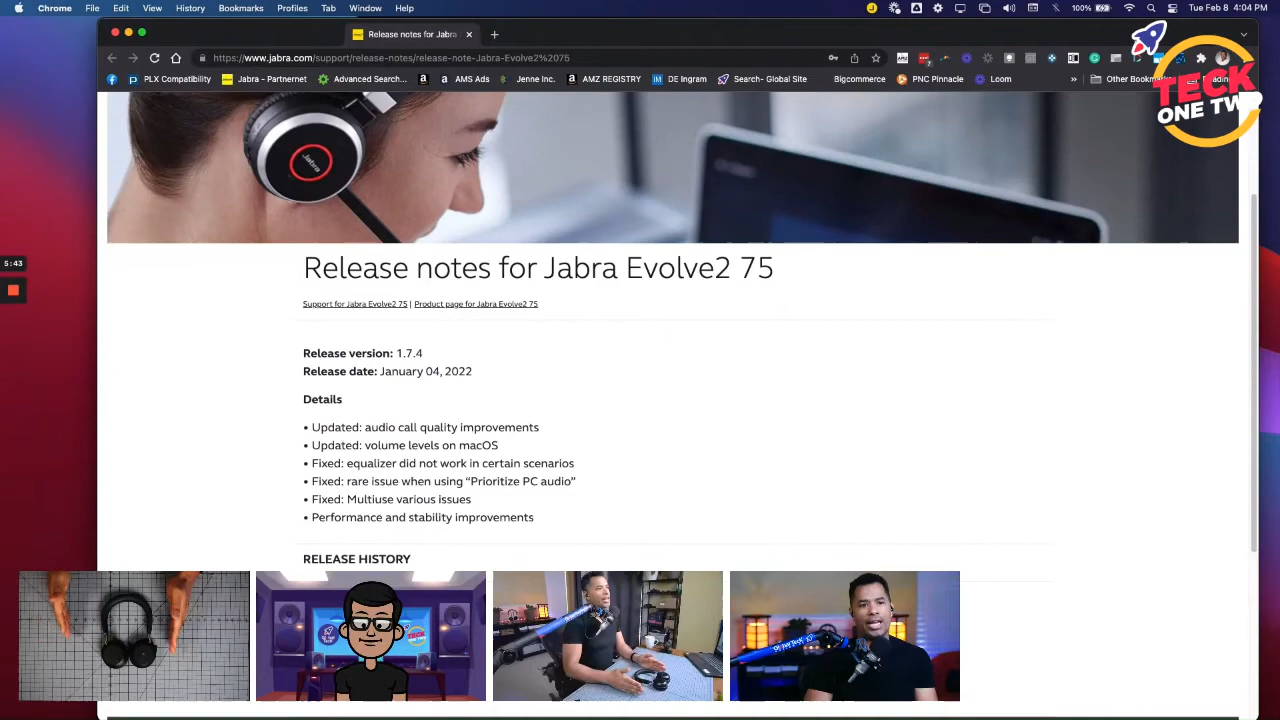 Chrome File Edit View History Bookmarks Profiles Tab Window Help
100% Tue Feb 8 4:04 PM
Release notes for Jabra
https://www.jabra.com/support/release-notes/release-note-Jabra-Evolve2%2075
PLX Compatibility Jabra - Partnernet Advanced Search... AMS Ads Jenne Inc. AMZ REGISTRY DE Ingram Search- Global Site Bigcommerce PNC Pinnacle Loom » Other Bookmarks
TECK
ONE TW
Jabra
5:43
Release notes for Jabra Evolve2 75
Support for Jabra Evolve2 75 | Product page for Jabra Evolve2 75
Release version: 1.7.4
Release date: January 04, 2022
Details
• Updated: audio call quality improvements
• Updated: volume levels on macOS
• Fixed: equalizer did not work in certain scenarios
• Fixed: rare issue when using “Prioritize PC audio”
• Fixed: Multiuse various issues
• Performance and stability improvements
RELEASE HISTORY
TECK